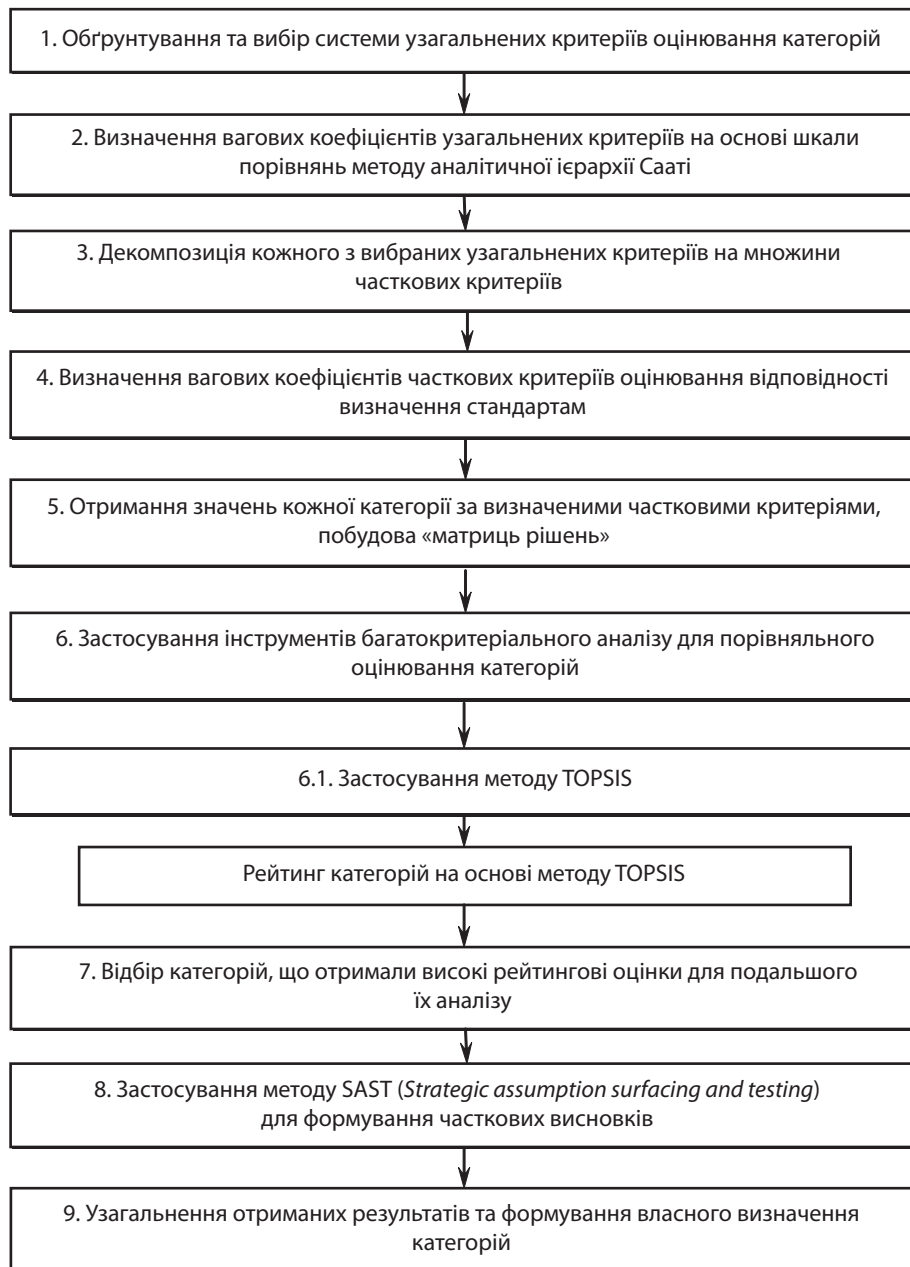 1. Обґрунтування та вибір системи узагальнених критеріїв оцінювання категорій
2. Визначення вагових коефіцієнтів узагальнених критеріїв на основі шкали
порівнянь методу аналітичної ієрархії Сааті
3. Декомпозиція кожного з вибраних узагальнених критеріїв на множини
часткових критеріїв
4. Визначення вагових коефіцієнтів часткових критеріїв оцінювання відповідності
визначення стандартам
5. Отримання значень кожної категорії за визначеними частковими критеріями,
побудова «матриць рішень»
6. Застосування інструментів багатокритеріального аналізу для порівняльного
оцінювання категорій
6.1. Застосування методу TOPSIS
Рейтинг категорій на основі методу TOPSIS
7. Відбір категорій, що отримали високі рейтингові оцінки для подальшого
їх аналізу
8. Застосування методу SAST (Strategic assumption surfacing and testing)
для формування часткових висновків
9. Узагальнення отриманих результатів та формування власного визначення
категорій